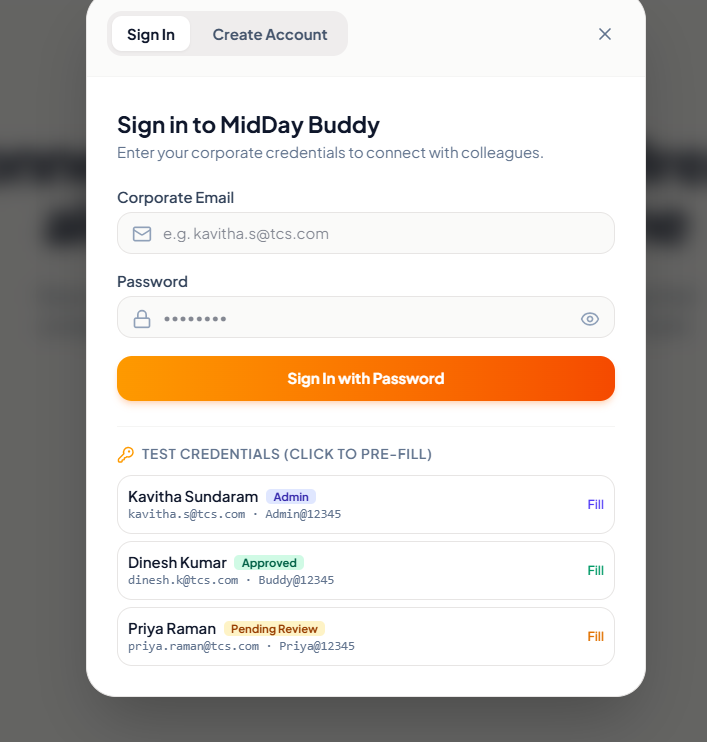 Sign In
Create Account
Sign in to MidDay Buddy
Enter your corporate credentials to connect with colleagues.
Corporate Email
e.g. kavitha.s@tcs.com
Password
••••••••
Sign In with Password
TEST CREDENTIALS (CLICK TO PRE-FILL)
Kavitha Sundaram Admin
kavitha.s@tcs.com · Admin@12345
Fill
Dinesh Kumar Approved
dinesh.k@tcs.com · Buddy@12345
Fill
Priya Raman Pending Review
priya.raman@tcs.com · Priya@12345
Fill